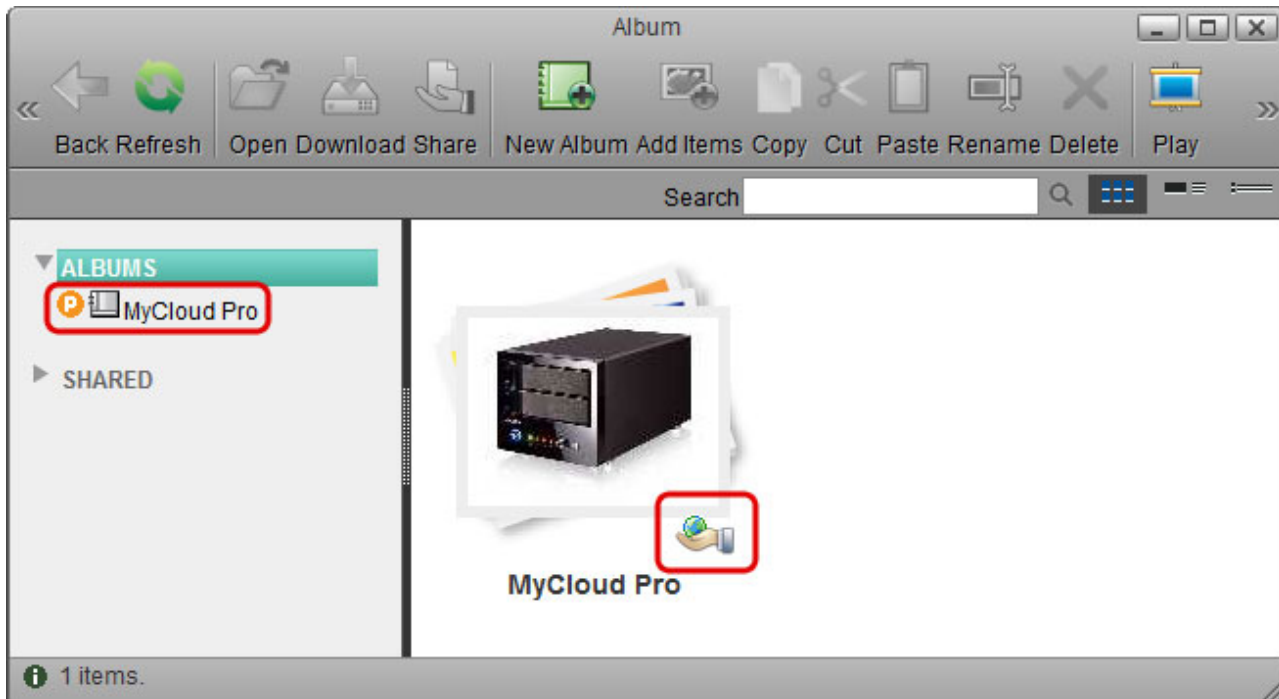 Album
Back Refresh Open Download Share New Album Add Items Copy Cut Paste Rename Delete Play
Search
ALBUMS
P MyCloud Pro
SHARED
MyCloud Pro
1 items.